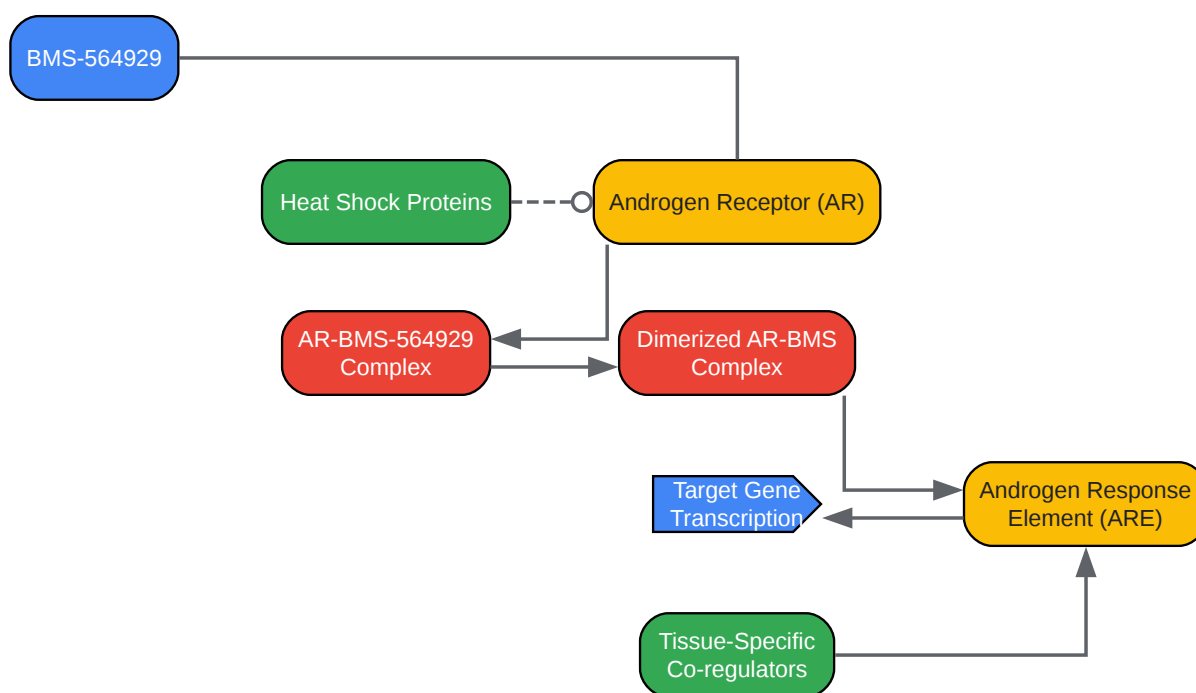 BMS-564929
Heat Shock Proteins
Androgen Receptor (AR)
AR-BMS-564929
Complex
Dimerized AR-BMS
Complex
Target Gene
Transcription
Androgen Response
Element (ARE)
Tissue-Specific
Co-regulators